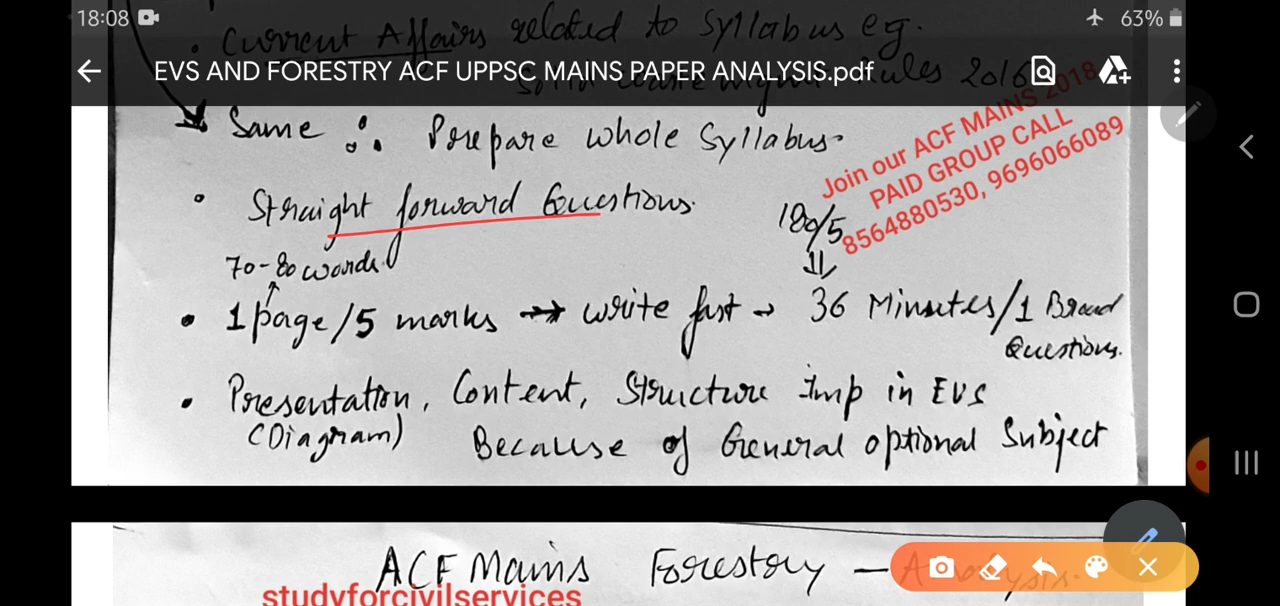 18:08
63%
• Current Affairs related to Syllabus eg.
EVS AND FORESTRY ACF UPPSC MAINS PAPER ANALYSIS.pdf
Rules 2016
Same ∴ Prepare whole Syllabus.
Join our ACF MAINS 2018
PAID GROUP CALL
8564880530, 9696066089
• Straight forward Questions.
180/5
70-80 words
• 1 page/5 marks → write fast → 36 Minutes/1 Broad
Questions.
• Presentation, Content, Structure Imp in EVS
(Diagram) Because of General optional Subject
ACF Mains Forestry — Analysis.
studyforcivilservices